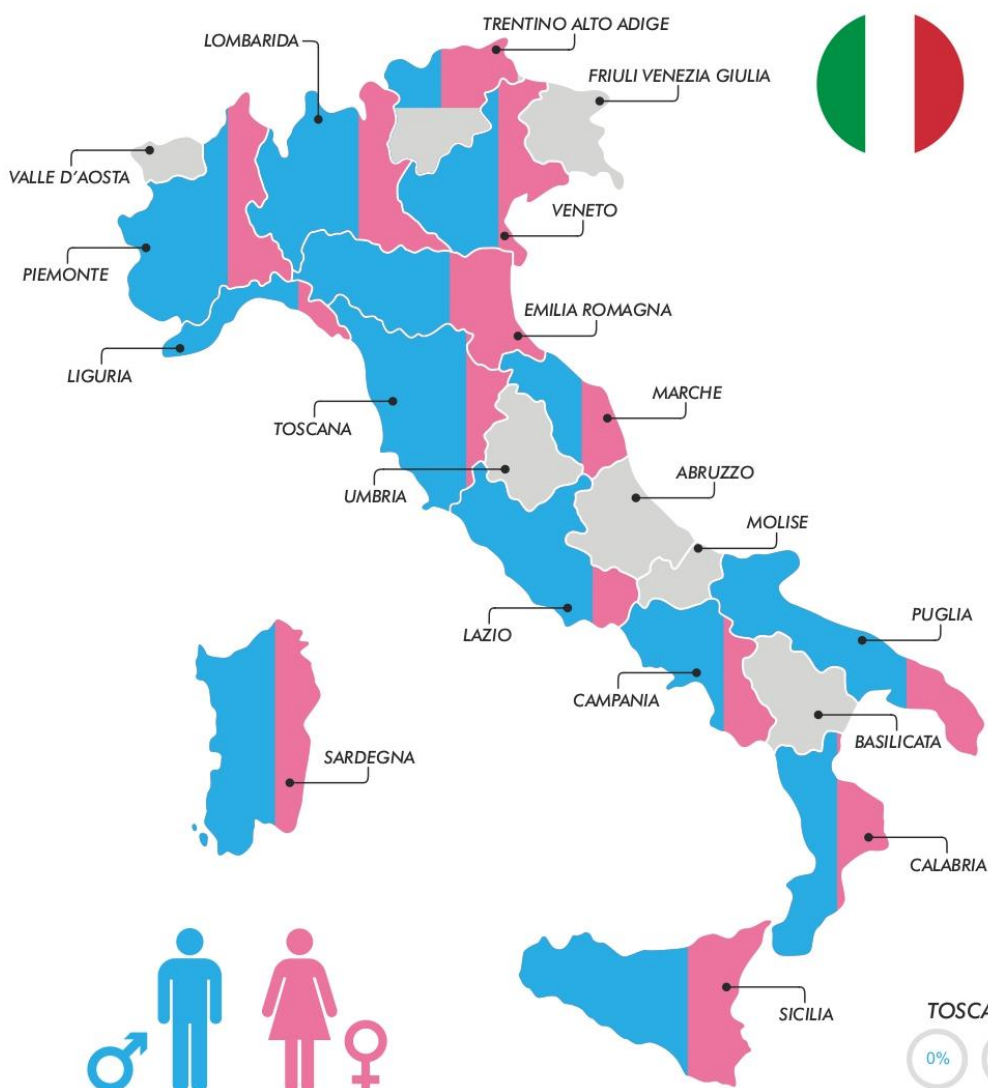 TRENTINO ALTO ADIGE
LOMBARIDA
FRIULI VENEZIA GIULIA
VALLE D'AOSTA
VENETO
PIEMONTE
EMILIA ROMAGNA
LIGURIA
MARCHE
TOSCANA
ABRUZZO
UMBRIA
MOLISE
PUGLIA
LAZIO
CAMPANIA
BASILICATA
SARDEGNA
CALABRIA
SICILIA
TOSCA
0%